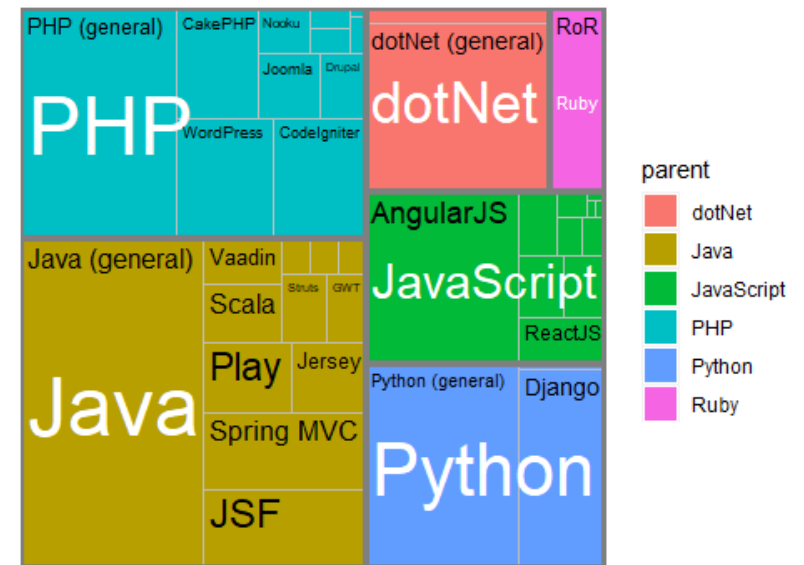 PHP (general)
CakePHP
Nooku
Joomla
Drupal
PHP
WordPress
CodeIgniter
dotNet (general)
dotNet
RoR
Ruby
Java (general)
Vaadin
Struts
GWT
Scala
Play
Jersey
Java
Spring MVC
JSF
AngularJS
JavaScript
ReactJS
Python (general)
Django
Python
parent
dotNet
Java
JavaScript
PHP
Python
Ruby